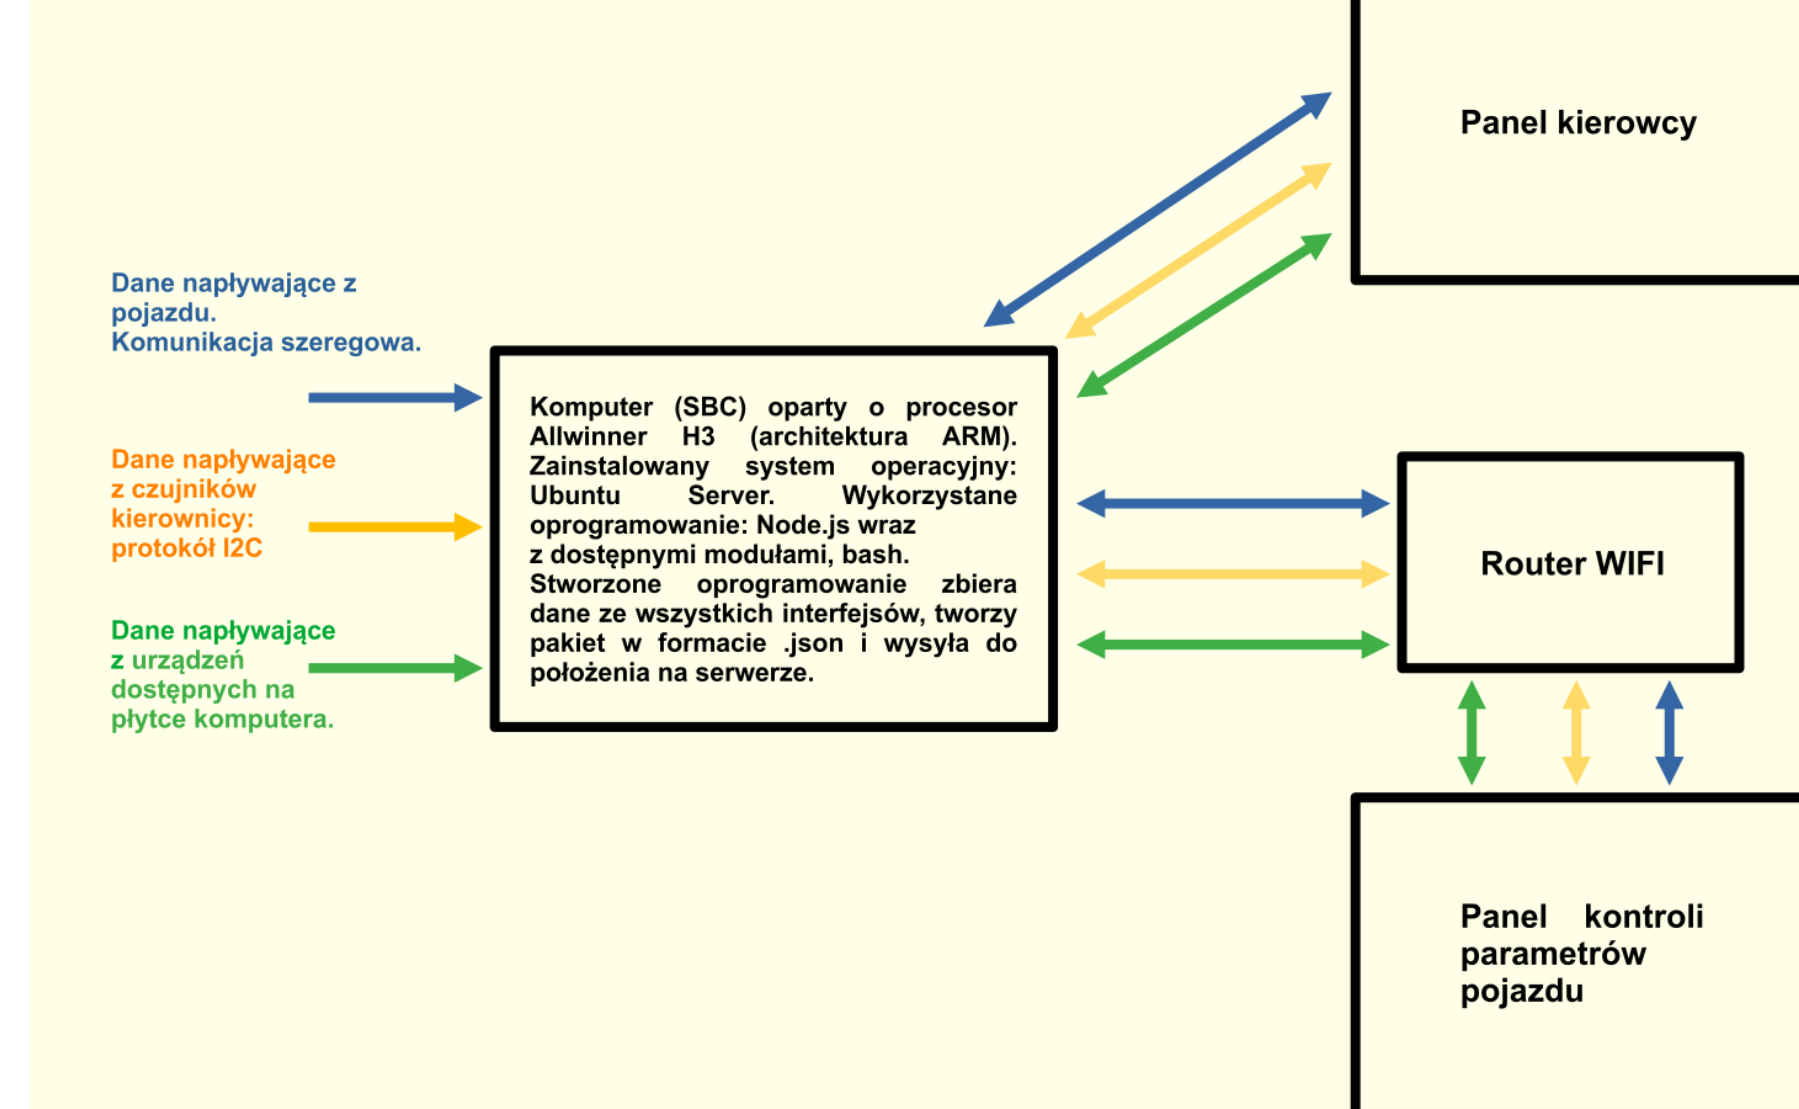 Panel kierowcy
Dane napływające z
pojazdu.
Komunikacja szeregowa.
Dane napływające
z czujników
kierownicy:
protokół I2C
Dane napływające
z urządzeń
dostępnych na
płytce komputera.
Komputer (SBC) oparty o procesor
Allwinner H3 (architektura ARM).
Zainstalowany system operacyjny:
Ubuntu Server. Wykorzystane
oprogramowanie: Node.js wraz
z dostępnymi modułami, bash.
Stworzone oprogramowanie zbiera
dane ze wszystkich interfejsów, tworzy
pakiet w formacie .json i wysyła do
położenia na serwerze.
Router WIFI
Panel kontroli
parametrów
pojazdu